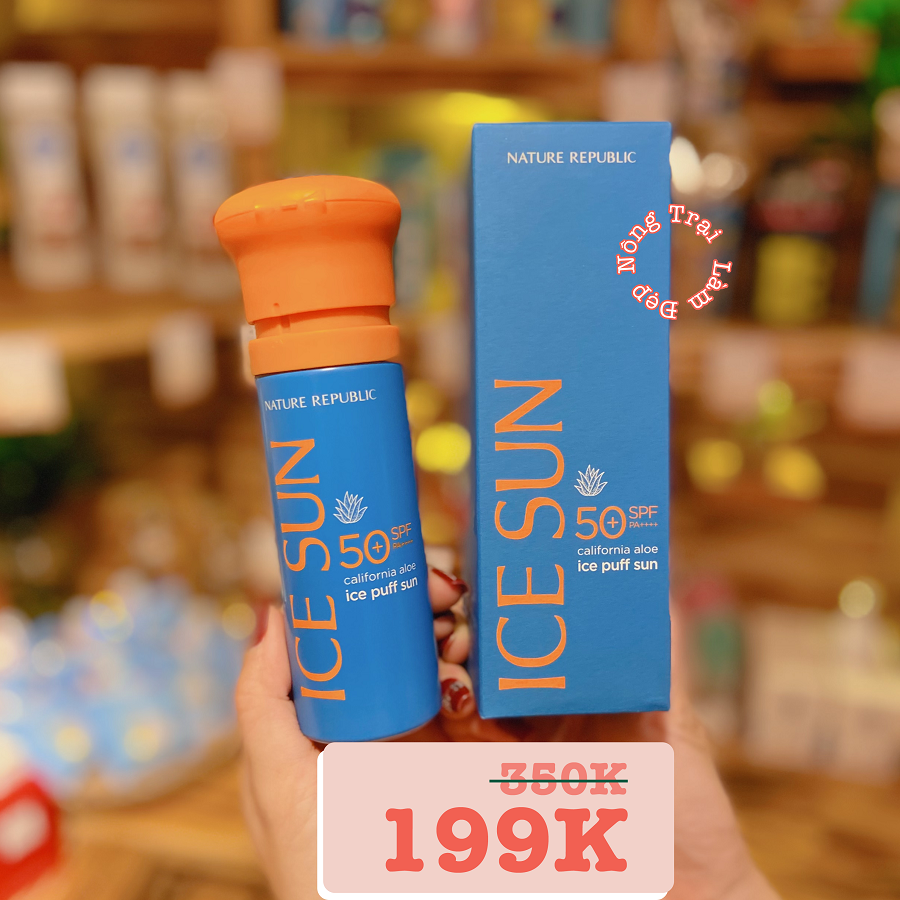 NATURE REPUBLIC
ICE SUN
50+ SPF
PA++++
california aloe
ice puff sun
NATURE REPUBLIC
ICE SUN
50+ SPF
PA++++
california aloe
ice puff sun
Nông Trại Làm Đẹp
350K
199K